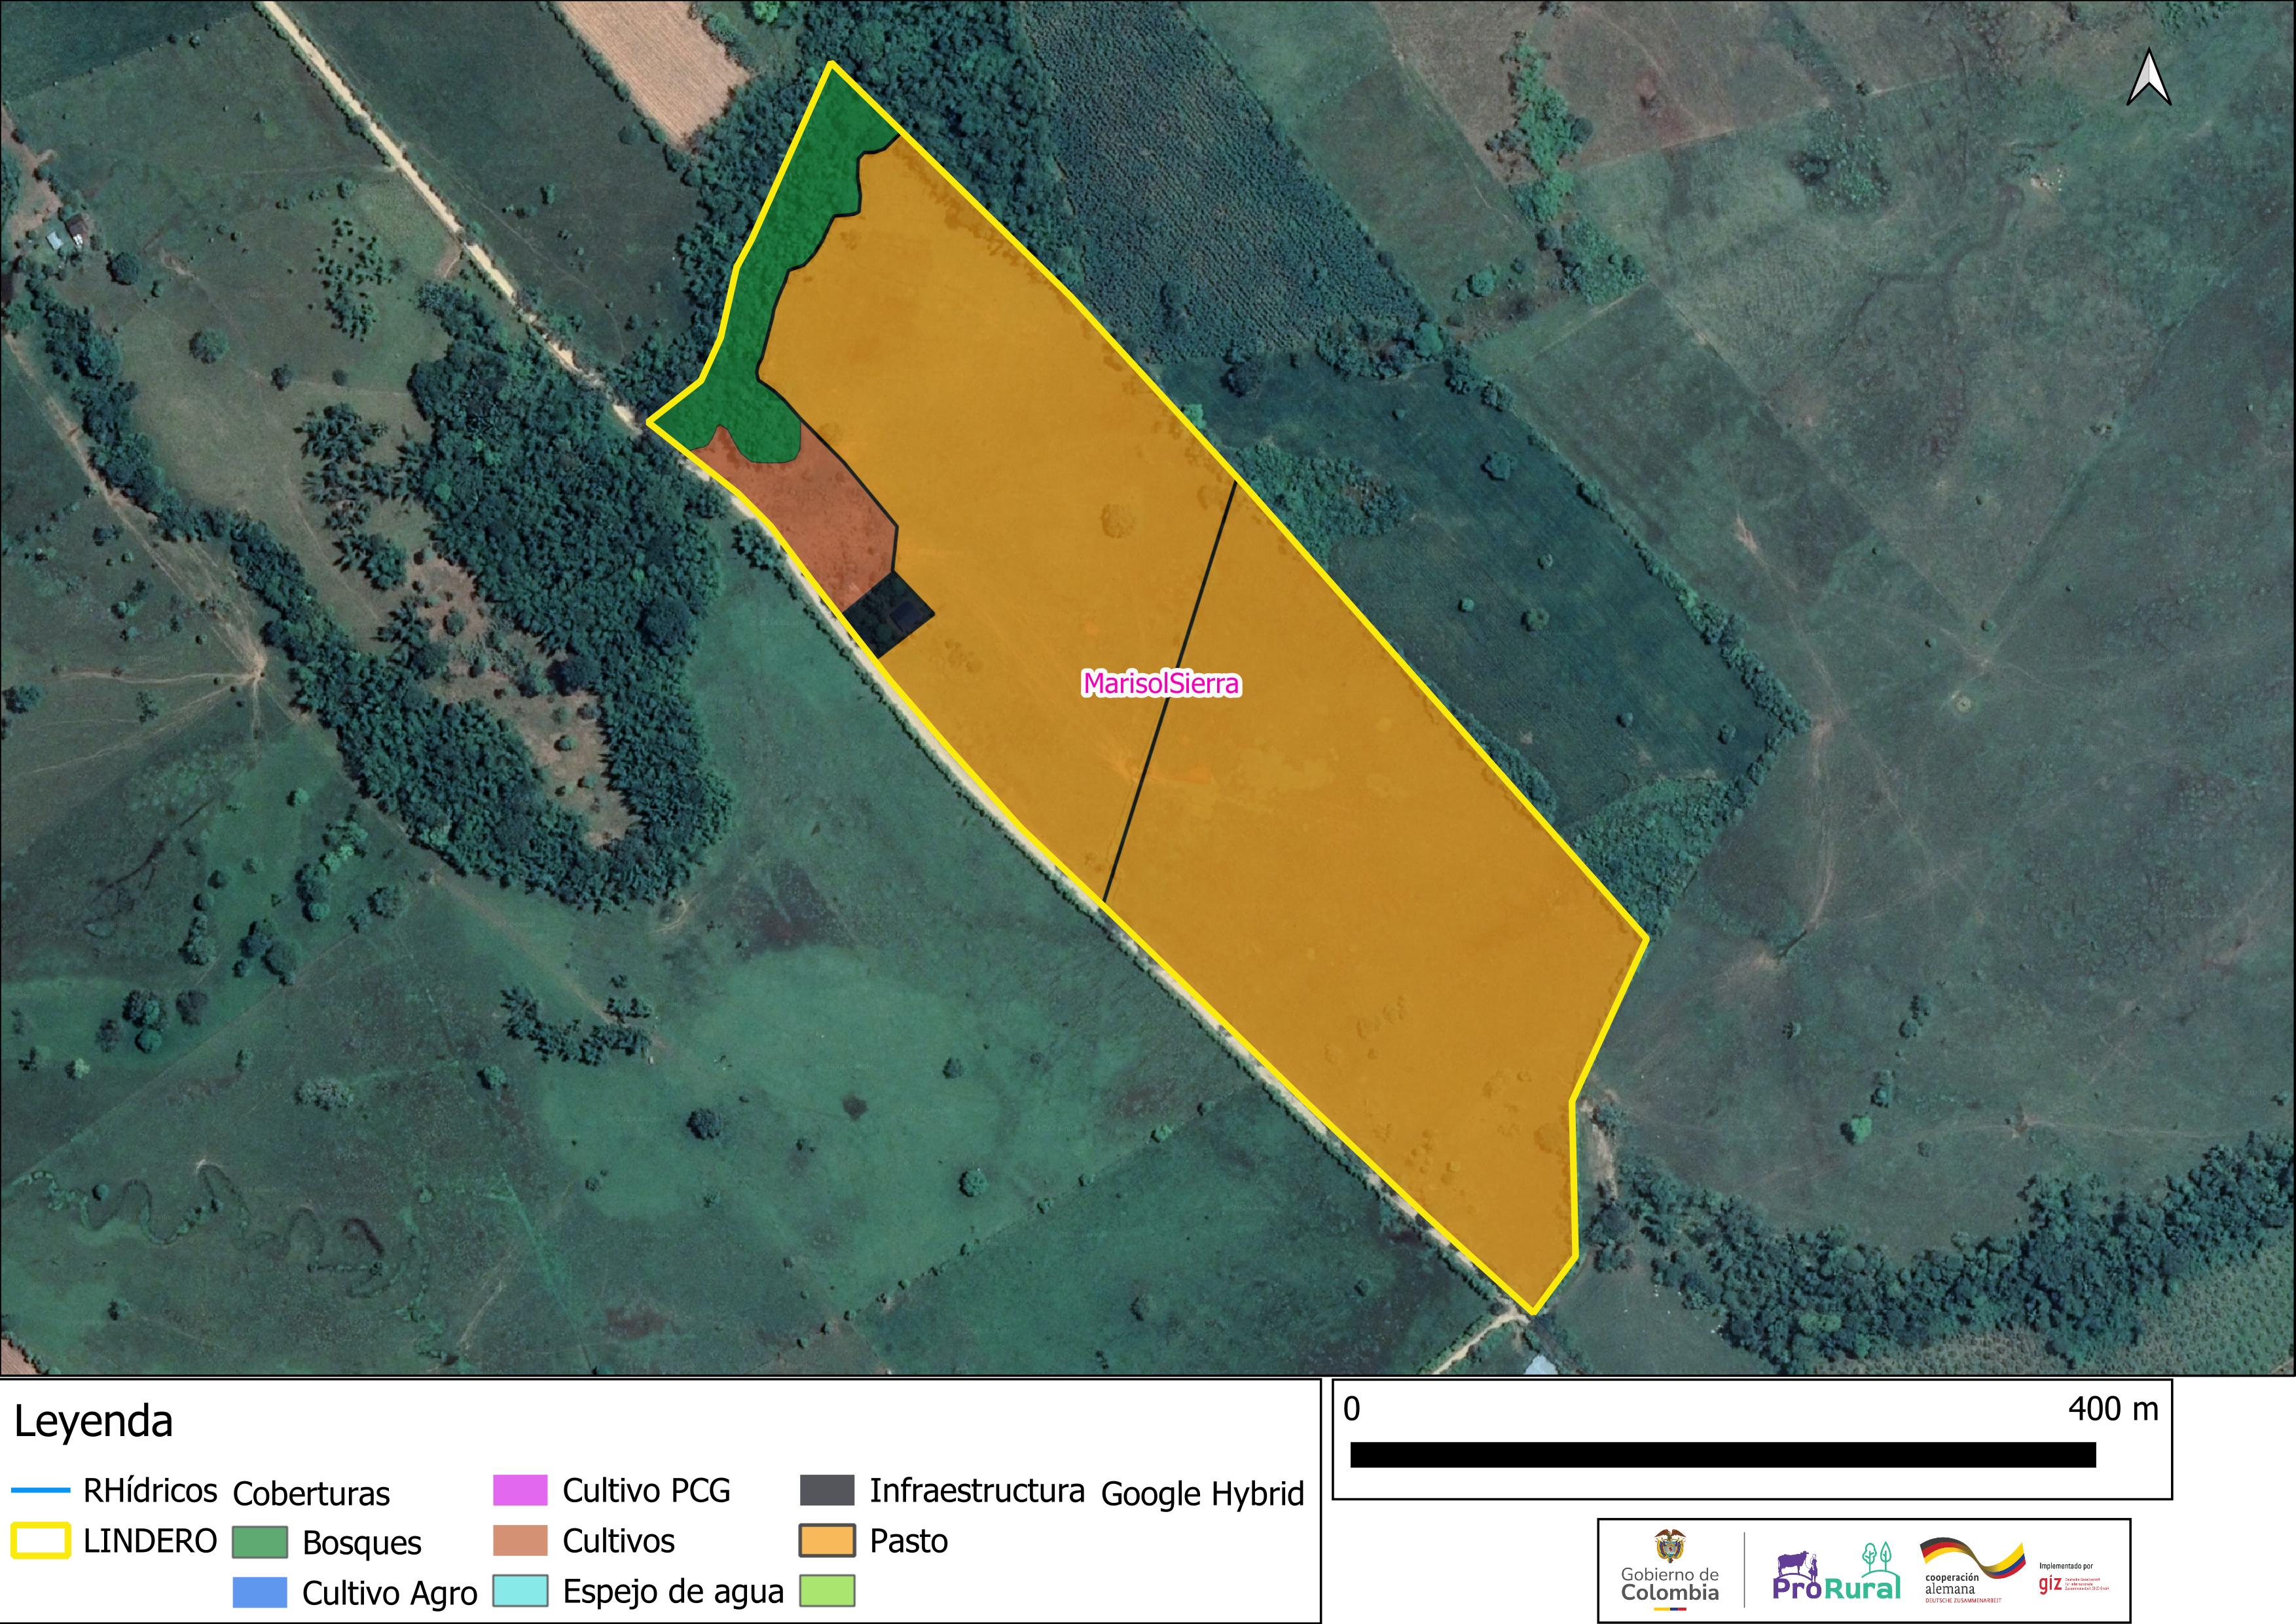 MarisolSierra
Leyenda
RHídricos
LINDERO
Coberturas
Bosques
Cultivo Agro
Cultivo PCG
Cultivos
Espejo de agua
Infraestructura
Pasto
Google Hybrid
0 400 m
Gobierno de
Colombia
ProRural
cooperación
alemana
DEUTSCHE ZUSAMMENARBEIT
Implementado por
giz